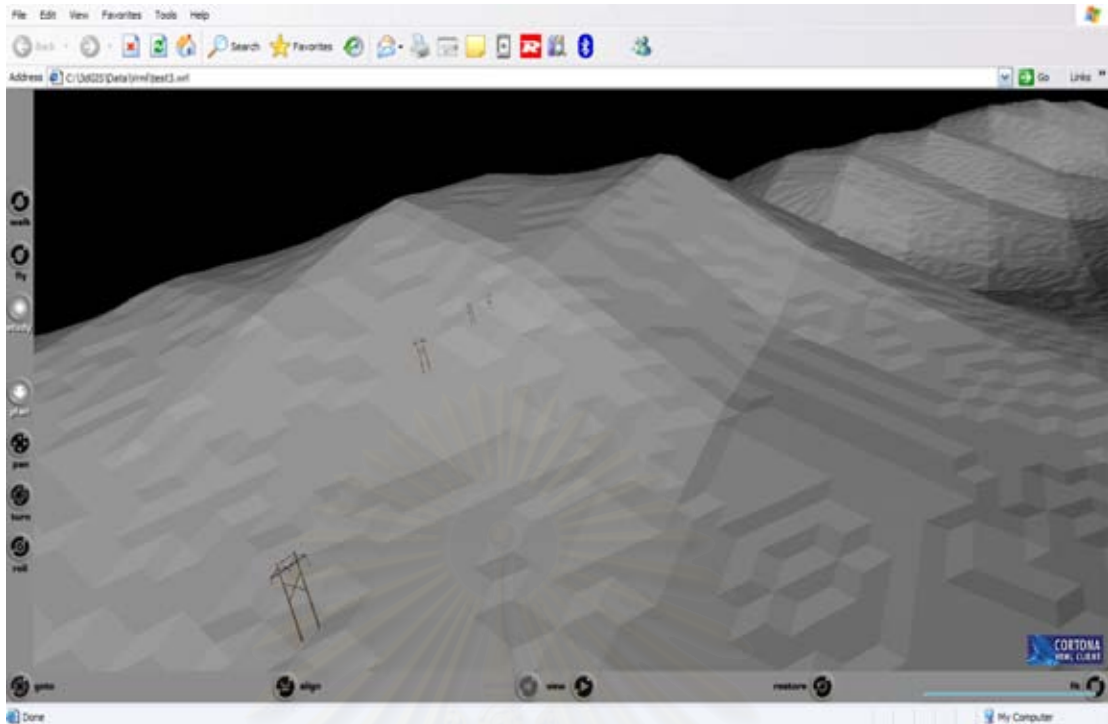 File Edit View Favorites Tools Help
Back Search Favorites
Address C:\3dGIS\Data\vrml\test3.wrl Go Links
walk
fly
study
plan
pan
turn
roll
CORTONA
VRML CLIENT
goto align view restore fit
Done My Computer